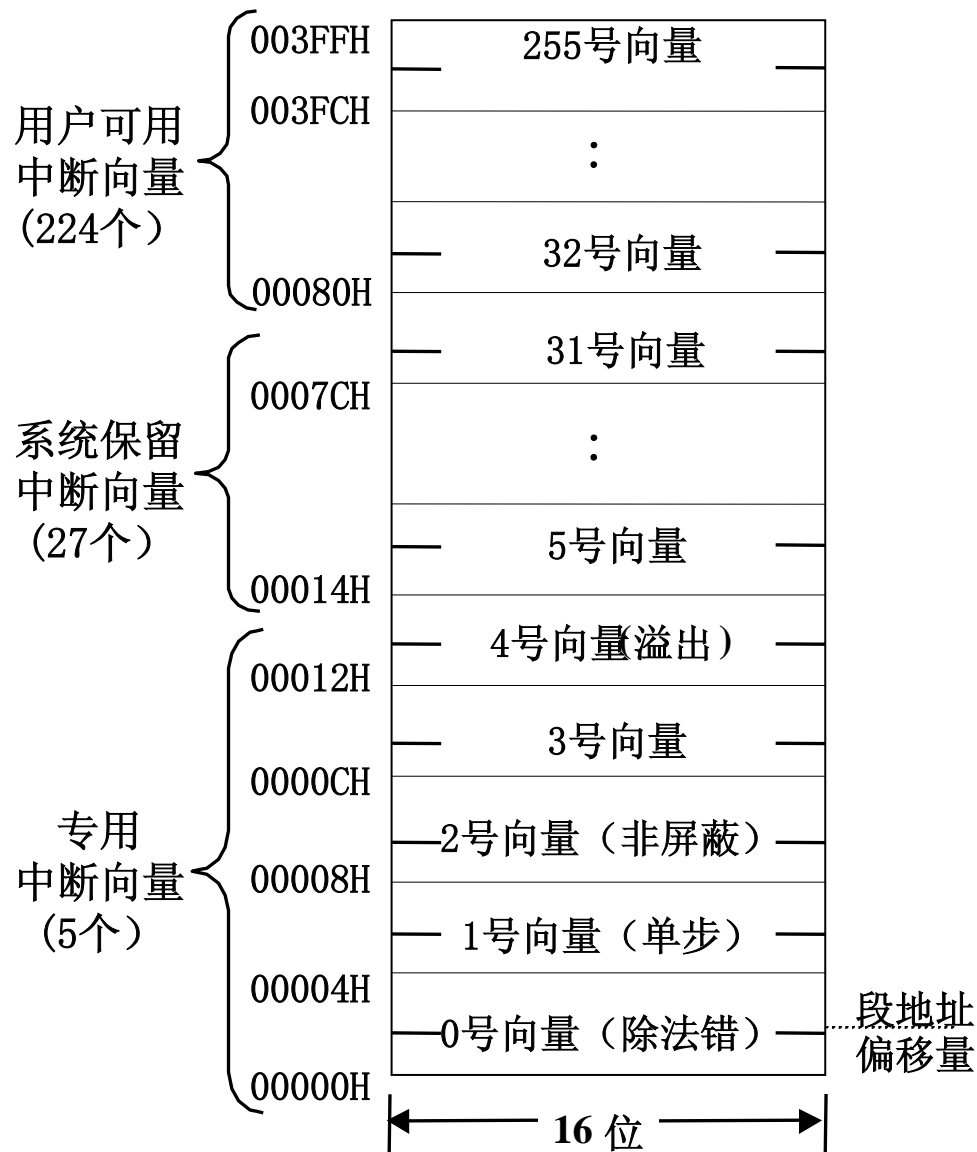 003FFH
255号向量
003FCH
用户可用
中断向量
(224个）
:
32号向量
00080H
31号向量
0007CH
系统保留
中断向量
(27个）
:
5号向量
00014H
4号向量(溢出)
00012H
3号向量
0000CH
专用
中断向量
(5个）
2号向量（非屏蔽）
00008H
1号向量（单步）
00004H
0号向量（除法错）
段地址
偏移量
00000H
16 位